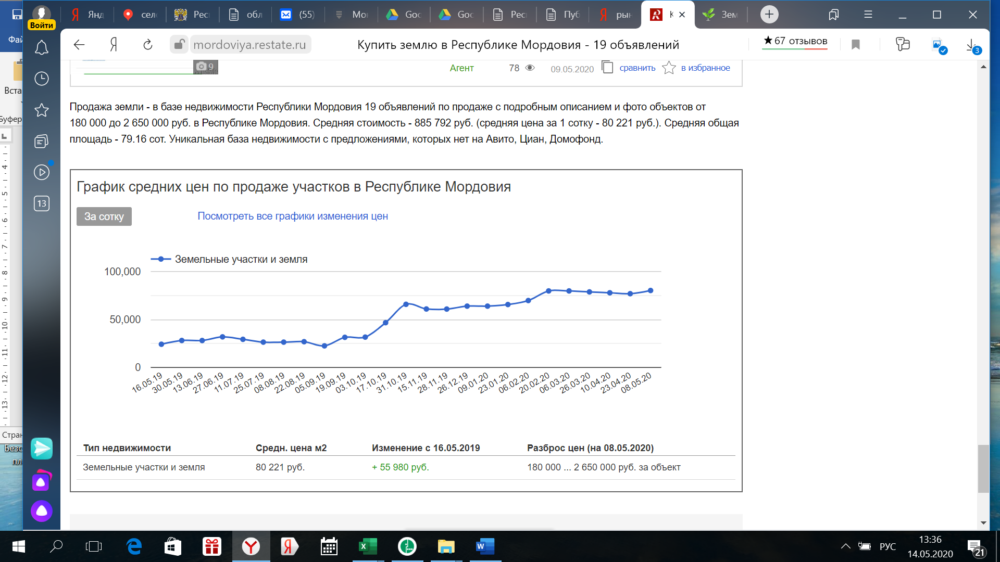 Войти
Янд
сел
Рес
обл
(55)
Мо
Goo
Goo
Рес
Пуб
рын
К
Зем
Фай
mordoviya.restate.ru
Купить землю в Республике Мордовия - 19 объявлений
★67 отзывов
3
9
Агент
78
09.05.2020
сравнить
в избранное
Вста
Буфер
Продажа земли - в базе недвижимости Республики Мордовия 19 объявлений по продаже с подробным описанием и фото объектов от
180 000 до 2 650 000 руб. в Республике Мордовия. Средняя стоимость - 885 792 руб. (средняя цена за 1 сотку - 80 221 руб.). Средняя общая
площадь - 79.16 сот. Уникальная база недвижимости с предложениями, которых нет на Авито, Циан, Домофонд.
График средних цен по продаже участков в Республике Мордовия
13
За сотку
Посмотреть все графики изменения цен
Земельные участки и земля
100,000
50,000
0
16.05.19
30.05.19
13.06.19
27.06.19
11.07.19
25.07.19
08.08.19
22.08.19
05.09.19
19.09.19
03.10.19
17.10.19
31.10.19
15.11.19
28.11.19
26.12.19
09.01.20
23.01.20
06.02.20
20.02.20
06.03.20
26.03.20
10.04.20
23.04.20
08.05.20
4
5
6
7
8
9
10
11
12
13
Стран
Безс
пл
Тип недвижимости
Средн. цена м2
Изменение с 16.05.2019
Разброс цен (на 08.05.2020)
Земельные участки и земля
80 221 руб.
+ 55 980 руб.
180 000 ... 2 650 000 руб. за объект
РУС
13:36
14.05.2020
21